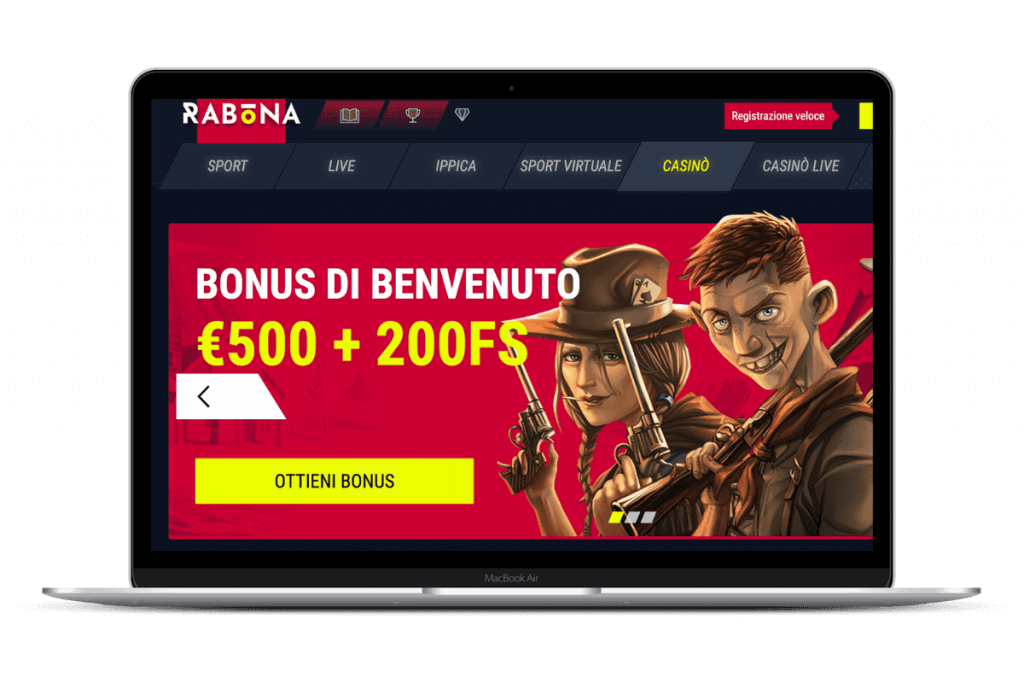 RABONA
Registrazione veloce
SPORT
LIVE
IPPICA
SPORT VIRTUALE
CASINÒ
CASINÒ LIVE
BONUS DI BENVENUTO
€500 + 200FS
OTTIENI BONUS
MacBook Air